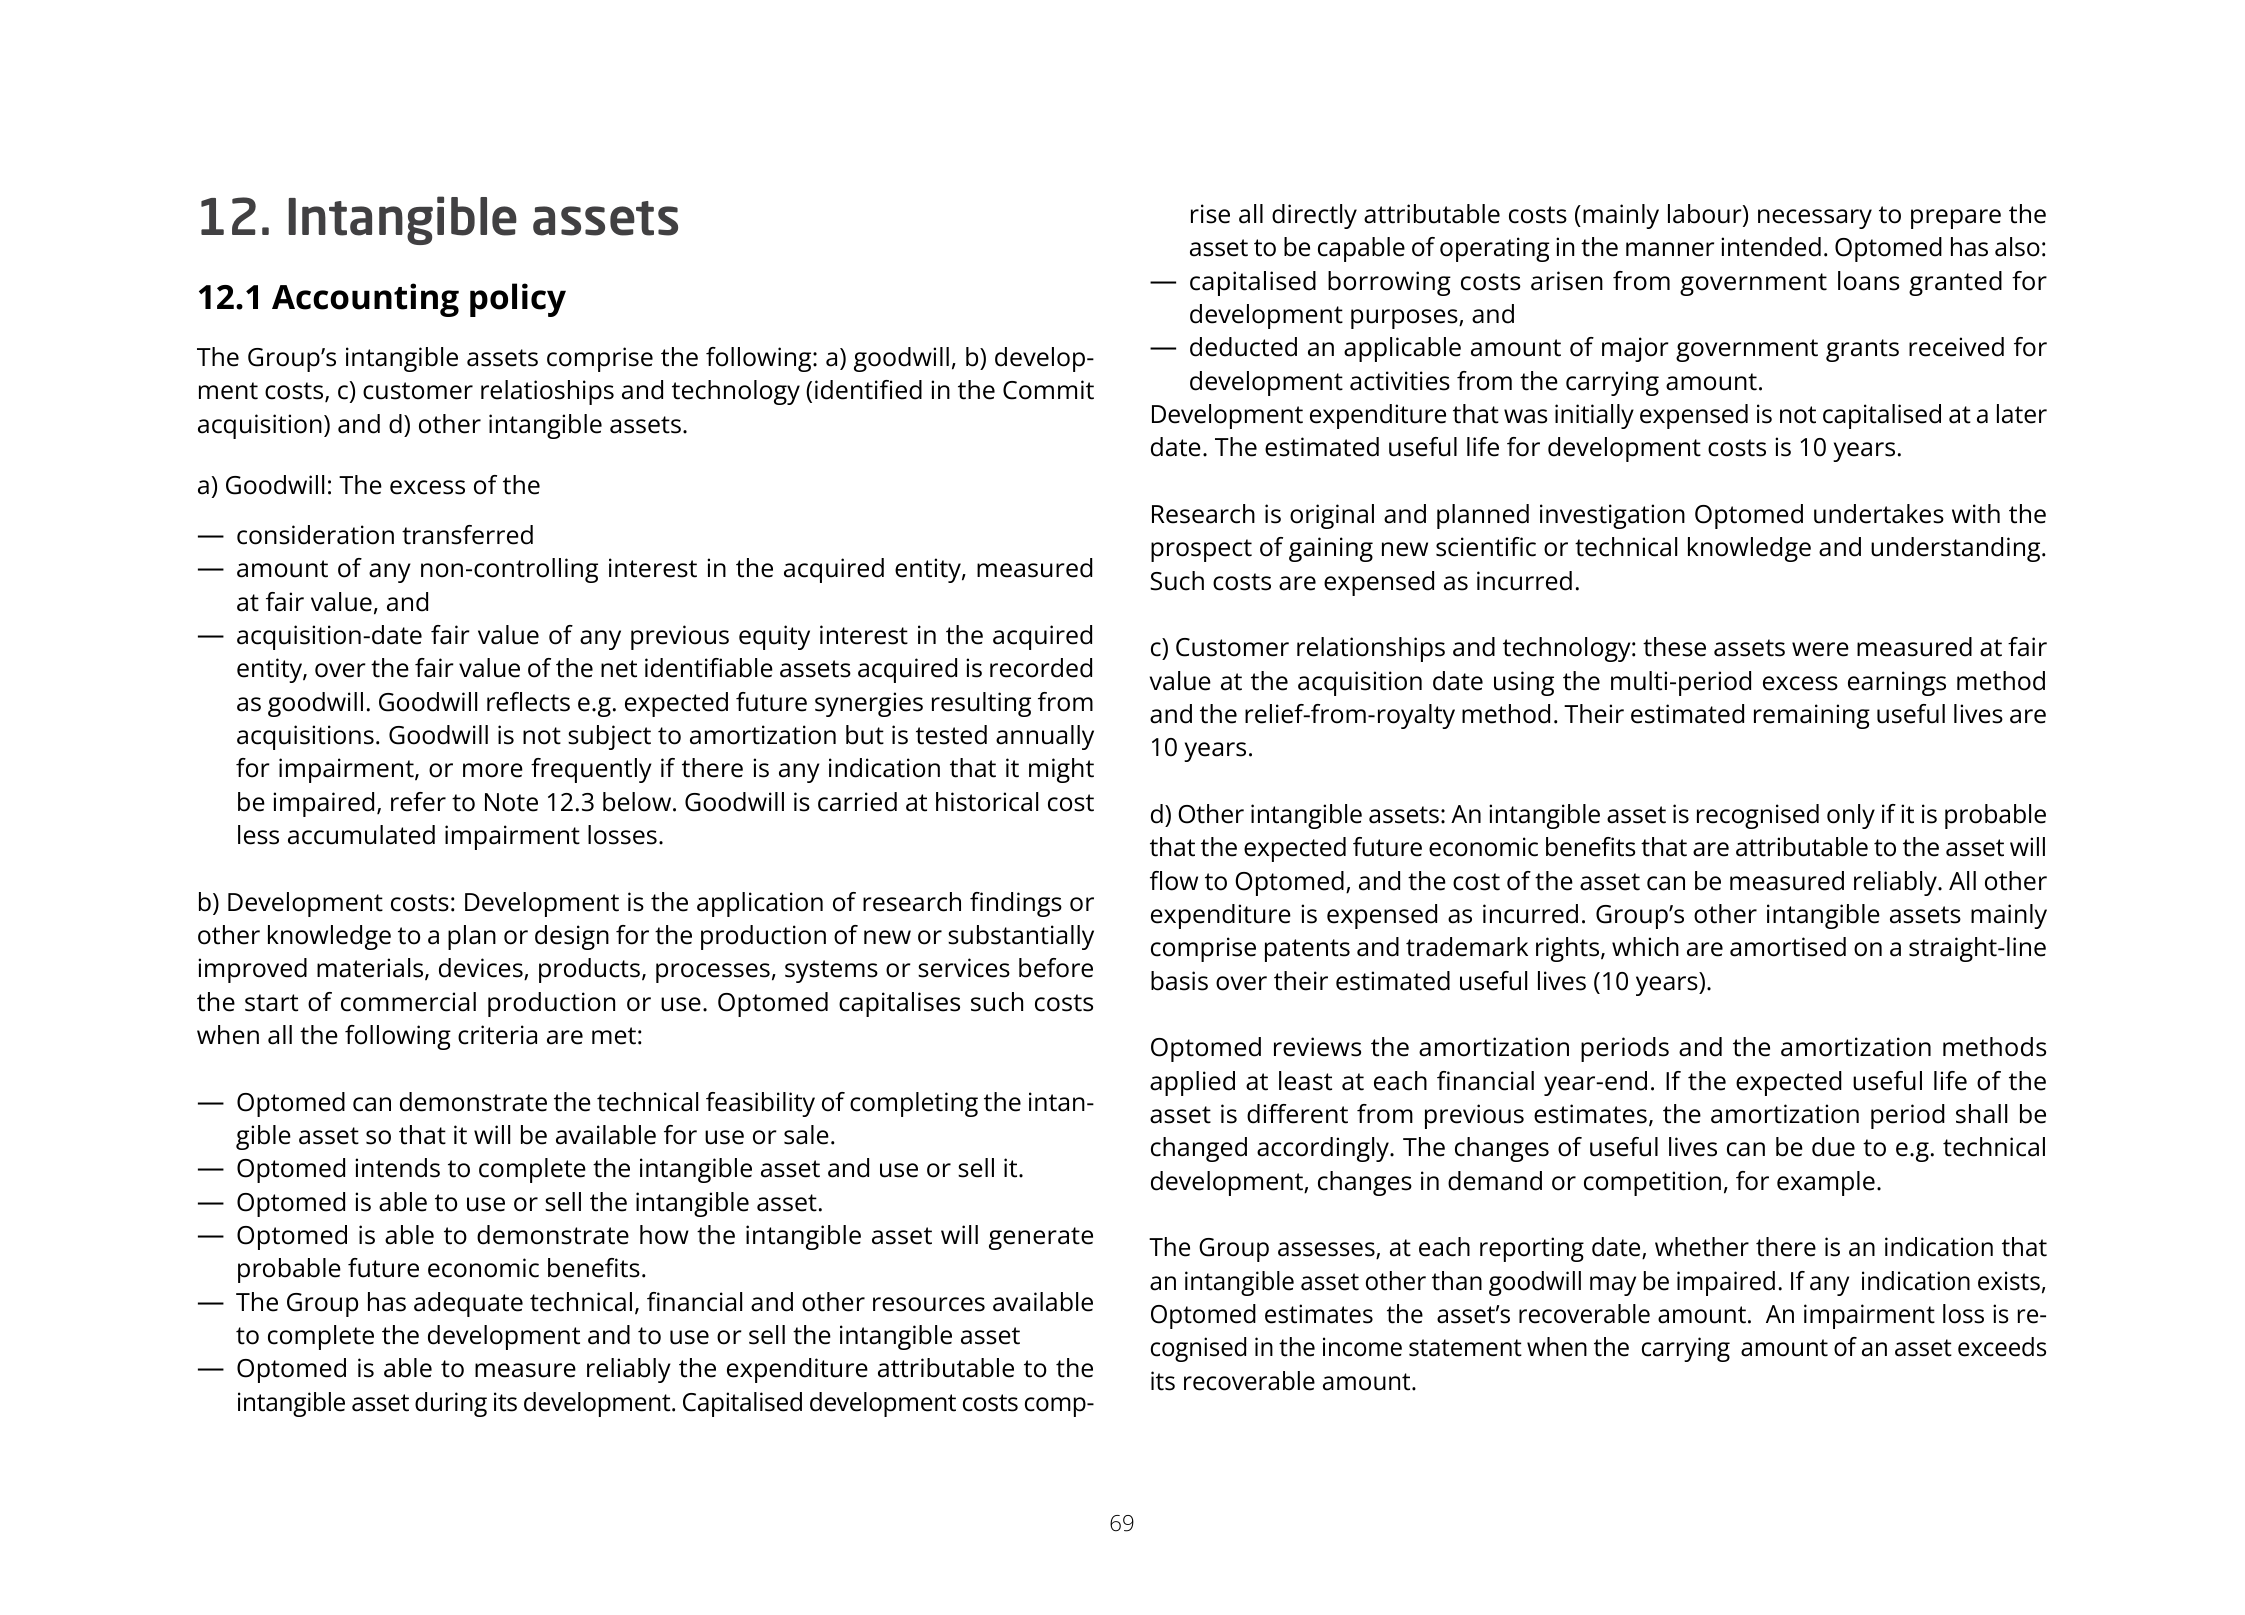 12. Intangible assets
12.1 Accounting policy
The Group’s intangible assets comprise the following: a) goodwill, b) develop-
ment costs, c) customer relatioships and technology (identified in the Commit
acquisition) and d) other intangible assets.
a) Goodwill: The excess of the
— consideration transferred
— amount of any non-controlling interest in the acquired entity, measured
at fair value, and
— acquisition-date fair value of any previous equity interest in the acquired
entity, over the fair value of the net identifiable assets acquired is recorded
as goodwill. Goodwill reflects e.g. expected future synergies resulting from
acquisitions. Goodwill is not subject to amortization but is tested annually
for impairment, or more frequently if there is any indication that it might
be impaired, refer to Note 12.3 below. Goodwill is carried at historical cost
less accumulated impairment losses.
b) Development costs: Development is the application of research findings or
other knowledge to a plan or design for the production of new or substantially
improved materials, devices, products, processes, systems or services before
the start of commercial production or use. Optomed capitalises such costs
when all the following criteria are met:
— Optomed can demonstrate the technical feasibility of completing the intan-
gible asset so that it will be available for use or sale.
— Optomed intends to complete the intangible asset and use or sell it.
— Optomed is able to use or sell the intangible asset.
— Optomed is able to demonstrate how the intangible asset will generate
probable future economic benefits.
— The Group has adequate technical, financial and other resources available
to complete the development and to use or sell the intangible asset
— Optomed is able to measure reliably the expenditure attributable to the
intangible asset during its development. Capitalised development costs comp-
rise all directly attributable costs (mainly labour) necessary to prepare the
asset to be capable of operating in the manner intended. Optomed has also:
— capitalised borrowing costs arisen from government loans granted for
development purposes, and
— deducted an applicable amount of major government grants received for
development activities from the carrying amount.
Development expenditure that was initially expensed is not capitalised at a later
date. The estimated useful life for development costs is 10 years.
Research is original and planned investigation Optomed undertakes with the
prospect of gaining new scientific or technical knowledge and understanding.
Such costs are expensed as incurred.
c) Customer relationships and technology: these assets were measured at fair
value at the acquisition date using the multi-period excess earnings method
and the relief-from-royalty method. Their estimated remaining useful lives are
10 years.
d) Other intangible assets: An intangible asset is recognised only if it is probable
that the expected future economic benefits that are attributable to the asset will
flow to Optomed, and the cost of the asset can be measured reliably. All other
expenditure is expensed as incurred. Group’s other intangible assets mainly
comprise patents and trademark rights, which are amortised on a straight-line
basis over their estimated useful lives (10 years).
Optomed reviews the amortization periods and the amortization methods
applied at least at each financial year-end. If the expected useful life of the
asset is different from previous estimates, the amortization period shall be
changed accordingly. The changes of useful lives can be due to e.g. technical
development, changes in demand or competition, for example.
The Group assesses, at each reporting date, whether there is an indication that
an intangible asset other than goodwill may be impaired. If any indication exists,
Optomed estimates the asset’s recoverable amount. An impairment loss is re-
cognised in the income statement when the carrying amount of an asset exceeds
its recoverable amount.
69